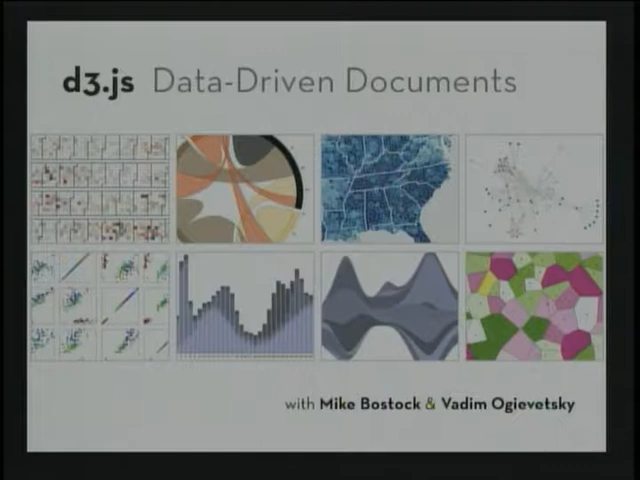 d3.js Data-Driven Documents
with Mike Bostock & Vadim Ogievetsky